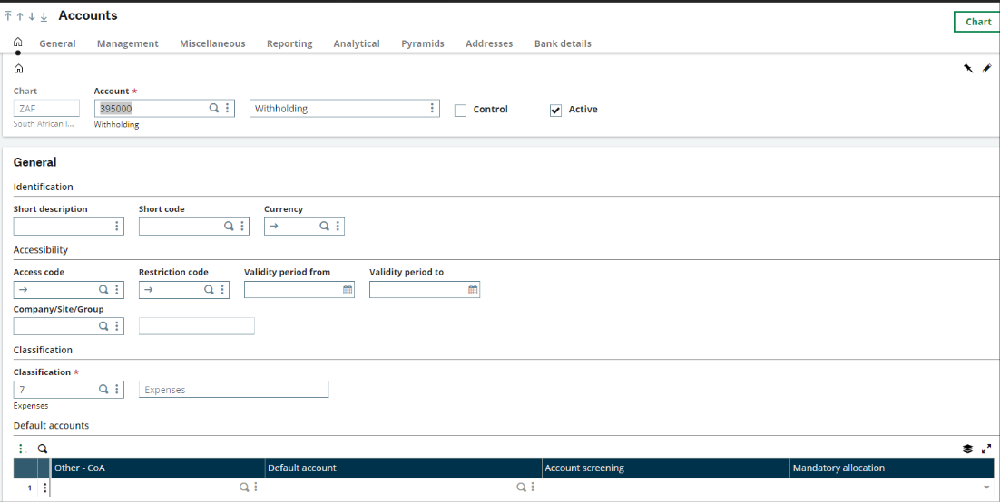 Accounts
Chart
General Management Miscellaneous Reporting Analytical Pyramids Addresses Bank details
Chart Account *
ZAF 395000 Withholding Control Active
South African I... Withholding
General
Identification
Short description Short code Currency
Accessibility
Access code Restriction code Validity period from Validity period to
Company/Site/Group
Classification
Classification *
7 Expenses
Expenses
Default accounts
Other - CoA Default account Account screening Mandatory allocation
1